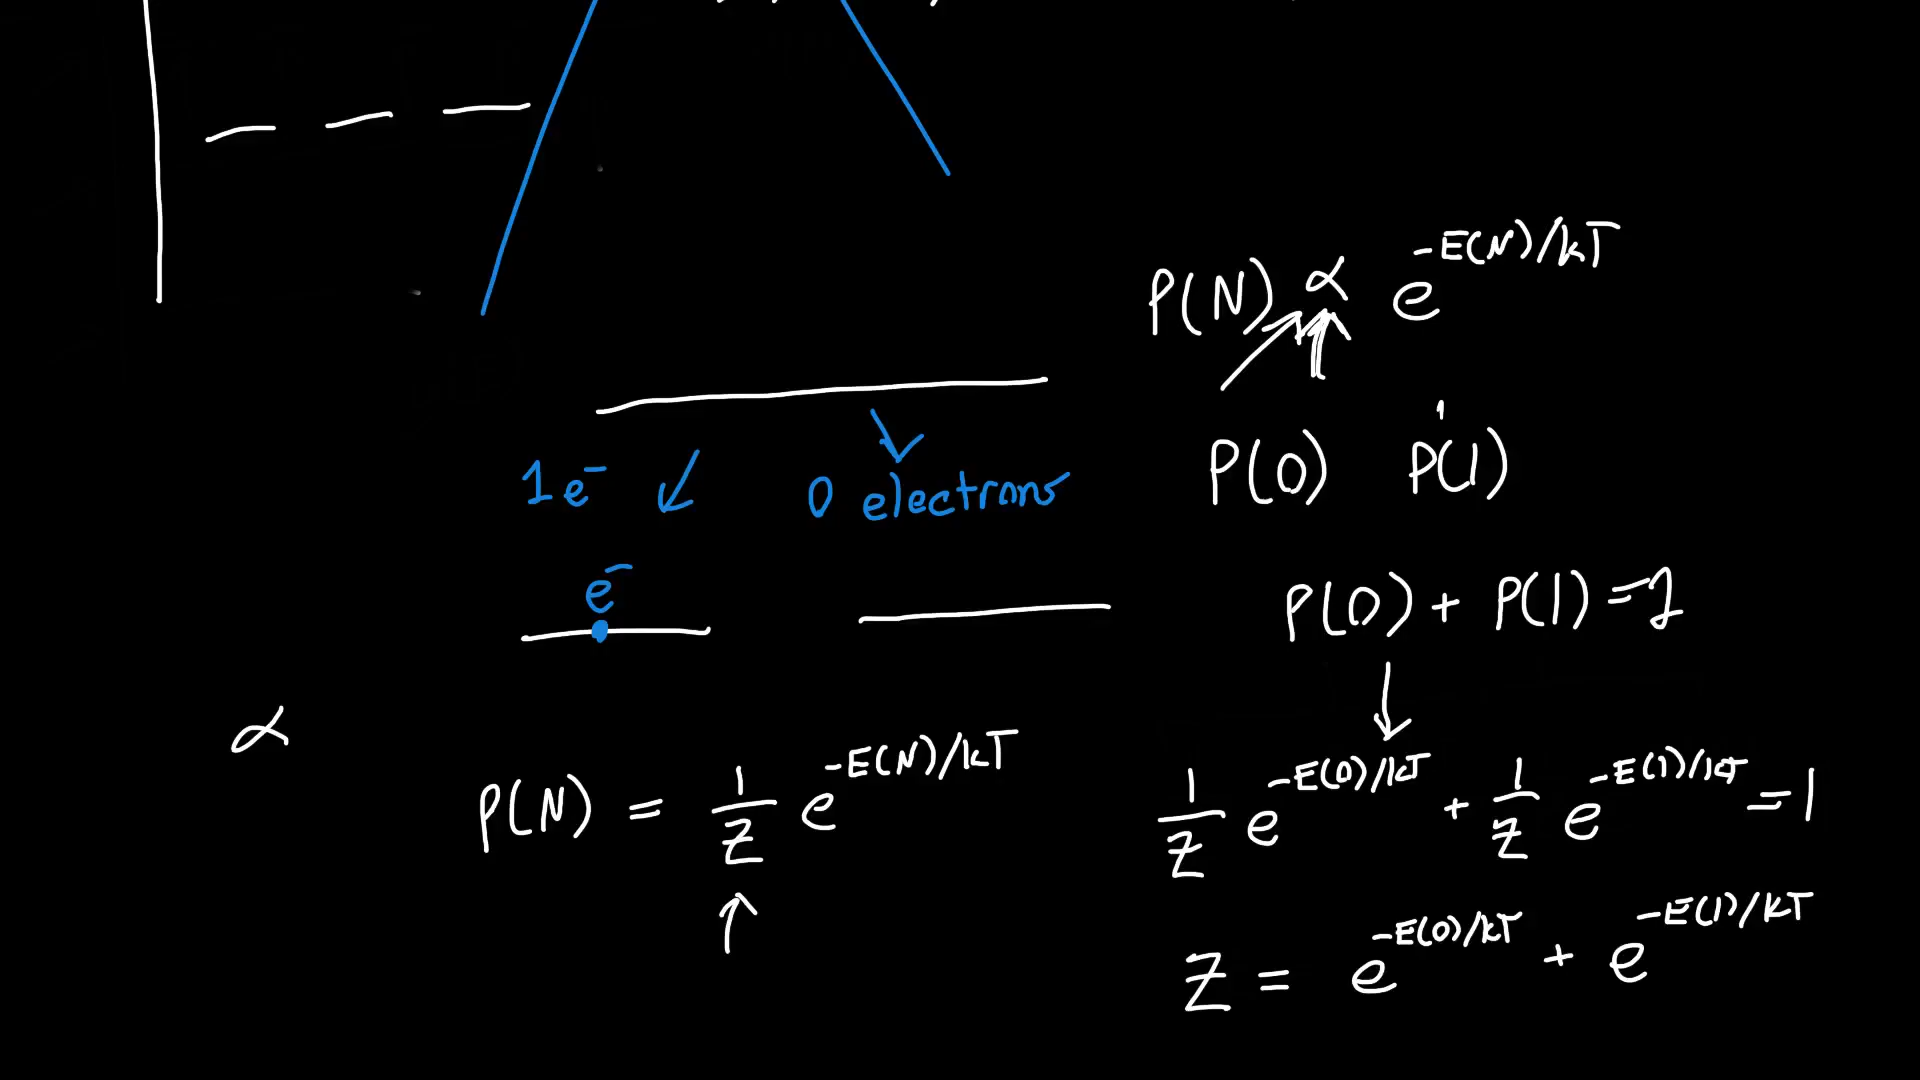 P(N) ∝ e^{-E(N)/kT}
P(0) P(1)
1e⁻ 0 electrons
e⁻
P(0) + P(1) = 1
∝
P(N) = 1/Z e^{-E(N)/kT}
1/Z e^{-E(0)/kT} + 1/Z e^{-E(1)/kT} = 1
Z = e^{-E(0)/kT} + e^{-E(1)/kT}